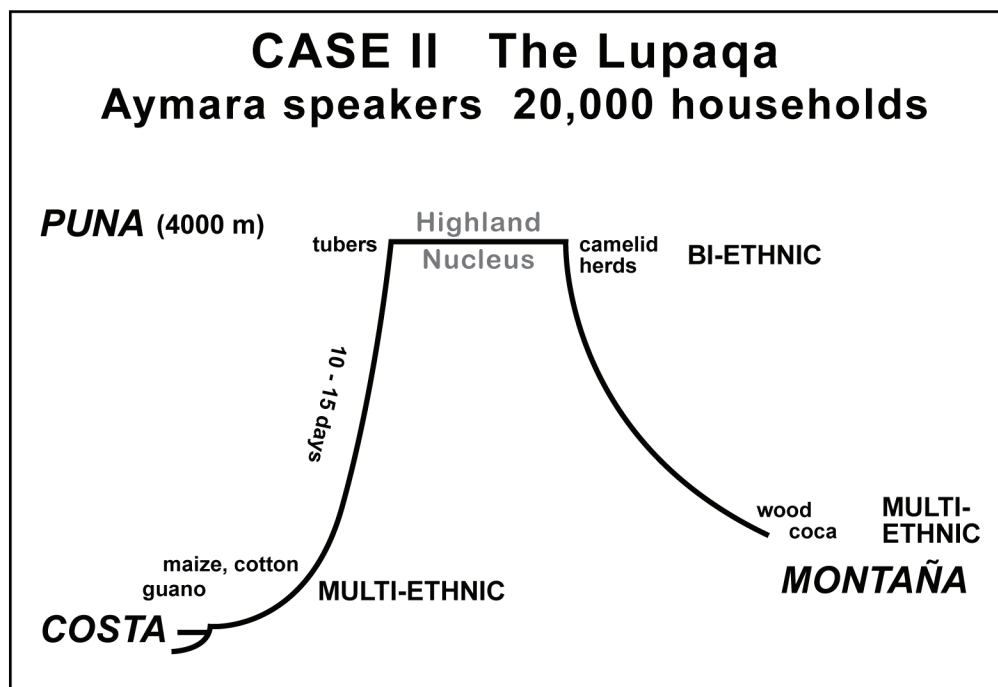 CASE II The Lupaqa
Aymara speakers 20,000 households
PUNA (4000 m)
tubers
Highland
Nucleus
camelid
herds
BI-ETHNIC
10 - 15 days
maize, cotton
guano
MULTI-ETHNIC
COSTA
wood
coca
MULTI-
ETHNIC
MONTAÑA